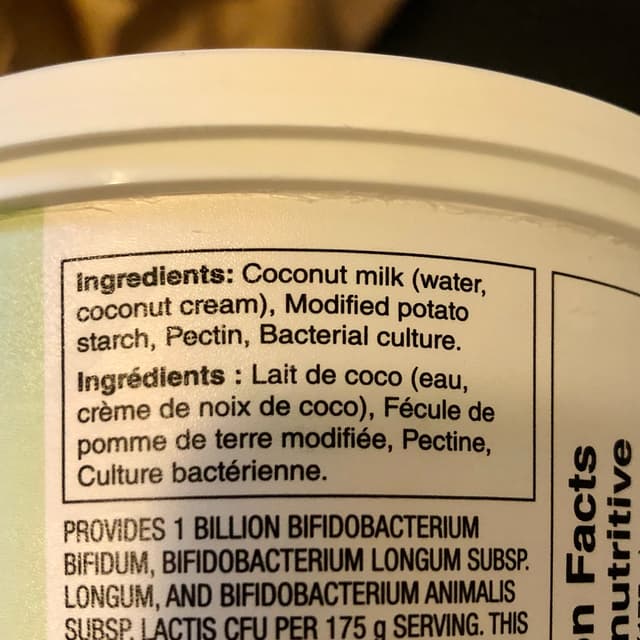 Ingredients: Coconut milk (water,
coconut cream), Modified potato
starch, Pectin, Bacterial culture.
Ingrédients : Lait de coco (eau,
crème de noix de coco), Fécule de
pomme de terre modifiée, Pectine,
Culture bactérienne.
PROVIDES 1 BILLION BIFIDOBACTERIUM
BIFIDUM, BIFIDOBACTERIUM LONGUM SUBSP.
LONGUM, AND BIFIDOBACTERIUM ANIMALIS
SUBSP. LACTIS CFU PER 175 g SERVING. THIS
n Facts
nutritive